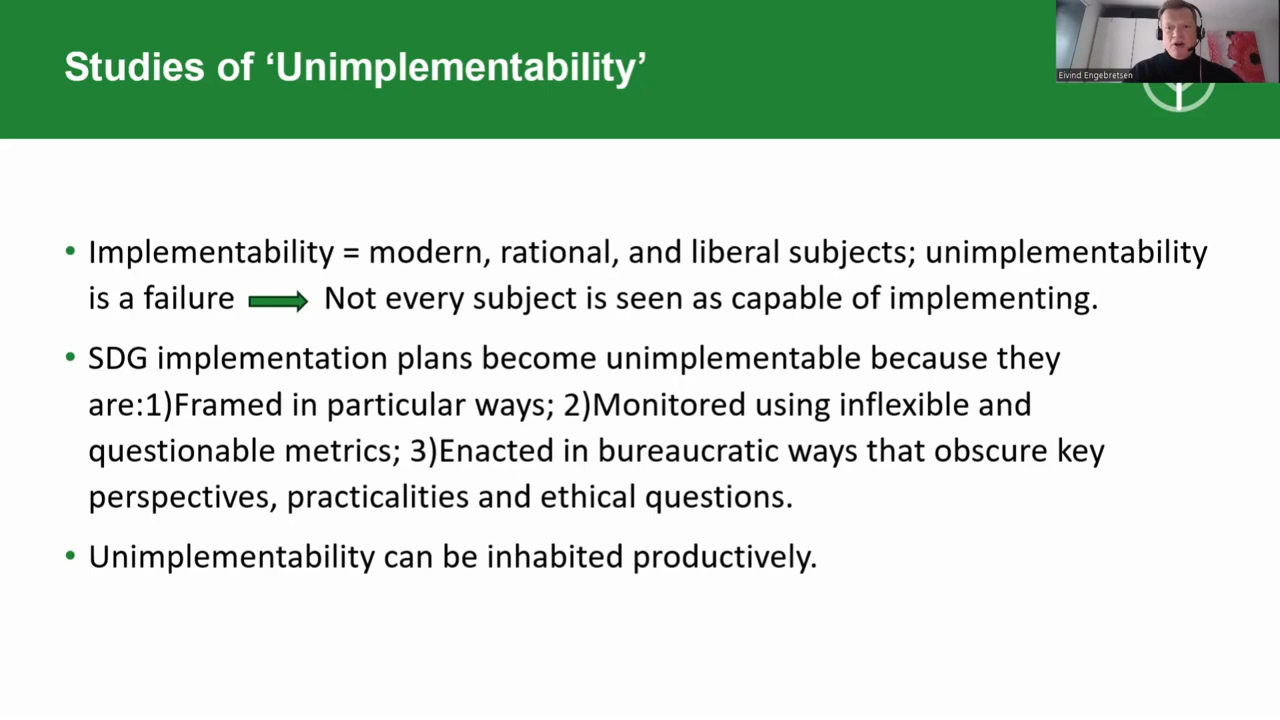 Studies of ‘Unimplementability’
Eivind Engebretsen
• Implementability = modern, rational, and liberal subjects; unimplementability
is a failure Not every subject is seen as capable of implementing.
• SDG implementation plans become unimplementable because they
are:1)Framed in particular ways; 2)Monitored using inflexible and
questionable metrics; 3)Enacted in bureaucratic ways that obscure key
perspectives, practicalities and ethical questions.
• Unimplementability can be inhabited productively.